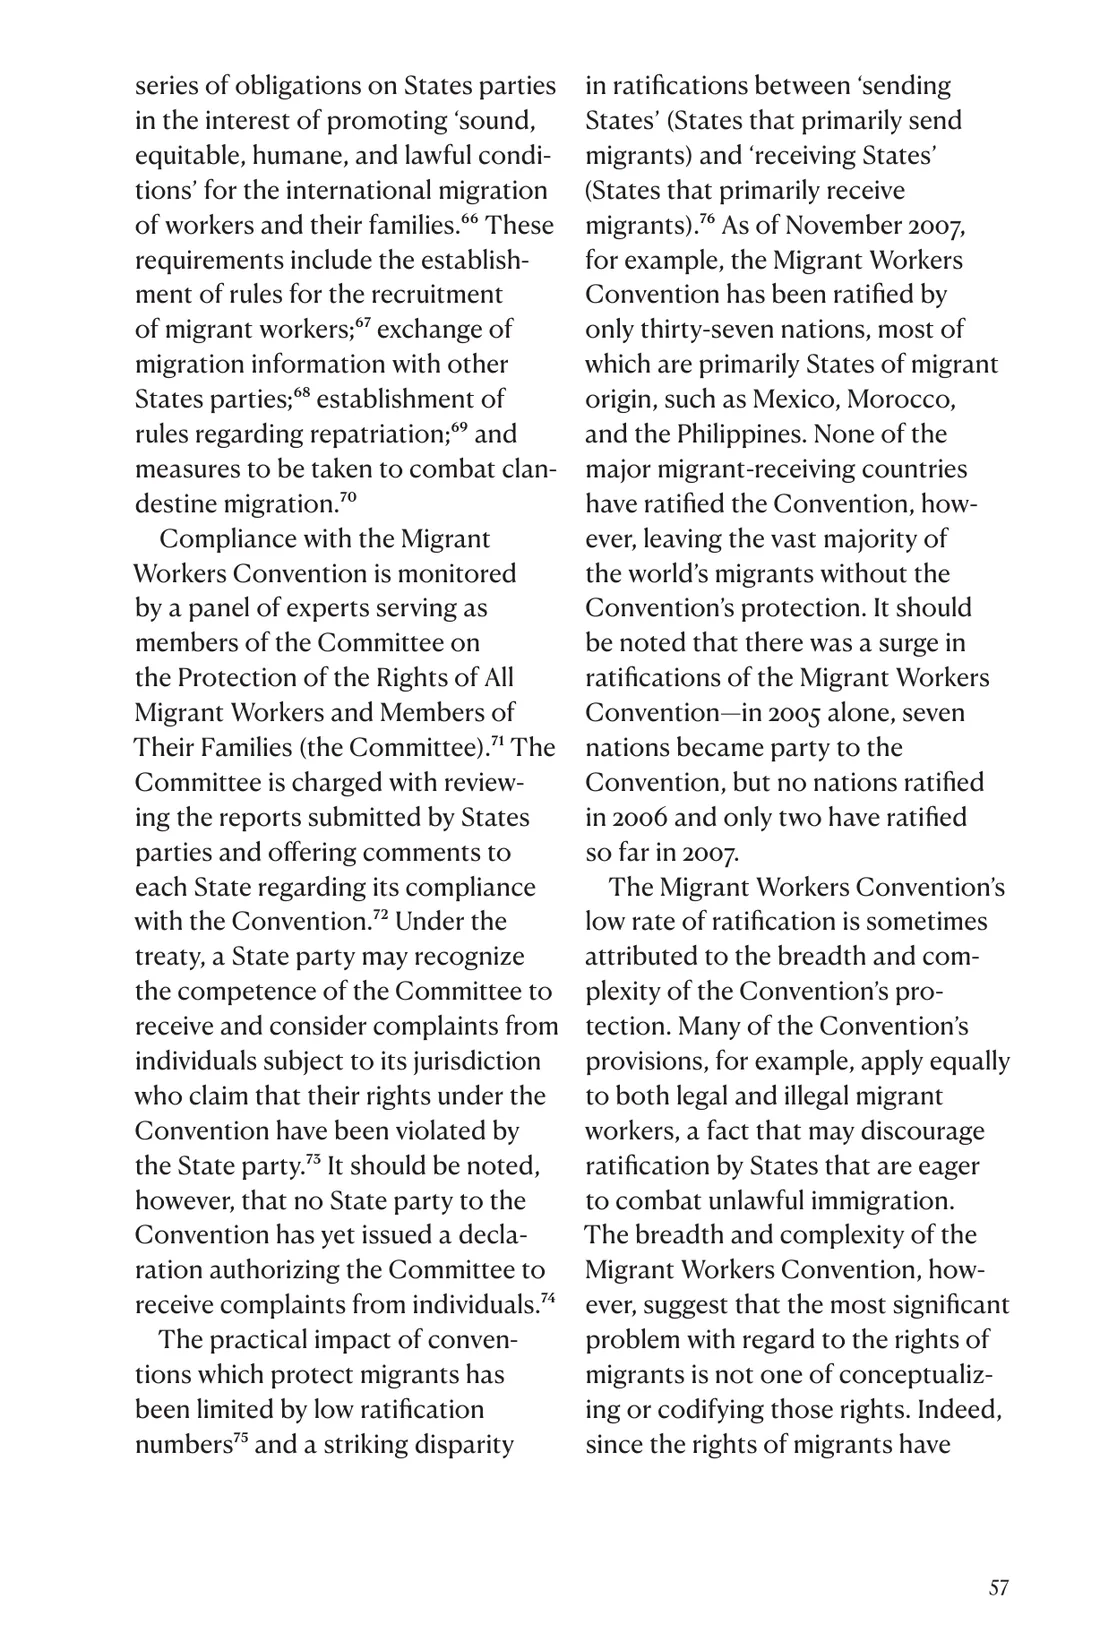 series of obligations on States parties
in the interest of promoting ‘sound,
equitable, humane, and lawful condi-
tions’ for the international migration
of workers and their families.⁶⁶ These
requirements include the establish-
ment of rules for the recruitment
of migrant workers;⁶⁷ exchange of
migration information with other
States parties;⁶⁸ establishment of
rules regarding repatriation;⁶⁹ and
measures to be taken to combat clan-
destine migration.⁷⁰
Compliance with the Migrant
Workers Convention is monitored
by a panel of experts serving as
members of the Committee on
the Protection of the Rights of All
Migrant Workers and Members of
Their Families (the Committee).⁷¹ The
Committee is charged with review-
ing the reports submitted by States
parties and offering comments to
each State regarding its compliance
with the Convention.⁷² Under the
treaty, a State party may recognize
the competence of the Committee to
receive and consider complaints from
individuals subject to its jurisdiction
who claim that their rights under the
Convention have been violated by
the State party.⁷³ It should be noted,
however, that no State party to the
Convention has yet issued a decla-
ration authorizing the Committee to
receive complaints from individuals.⁷⁴
The practical impact of conven-
tions which protect migrants has
been limited by low ratification
numbers⁷⁵ and a striking disparity
in ratifications between ‘sending
States’ (States that primarily send
migrants) and ‘receiving States’
(States that primarily receive
migrants).⁷⁶ As of November 2007,
for example, the Migrant Workers
Convention has been ratified by
only thirty-seven nations, most of
which are primarily States of migrant
origin, such as Mexico, Morocco,
and the Philippines. None of the
major migrant-receiving countries
have ratified the Convention, how-
ever, leaving the vast majority of
the world’s migrants without the
Convention’s protection. It should
be noted that there was a surge in
ratifications of the Migrant Workers
Convention—in 2005 alone, seven
nations became party to the
Convention, but no nations ratified
in 2006 and only two have ratified
so far in 2007.
The Migrant Workers Convention’s
low rate of ratification is sometimes
attributed to the breadth and com-
plexity of the Convention’s pro-
tection. Many of the Convention’s
provisions, for example, apply equally
to both legal and illegal migrant
workers, a fact that may discourage
ratification by States that are eager
to combat unlawful immigration.
The breadth and complexity of the
Migrant Workers Convention, how-
ever, suggest that the most significant
problem with regard to the rights of
migrants is not one of conceptualiz-
ing or codifying those rights. Indeed,
since the rights of migrants have
57